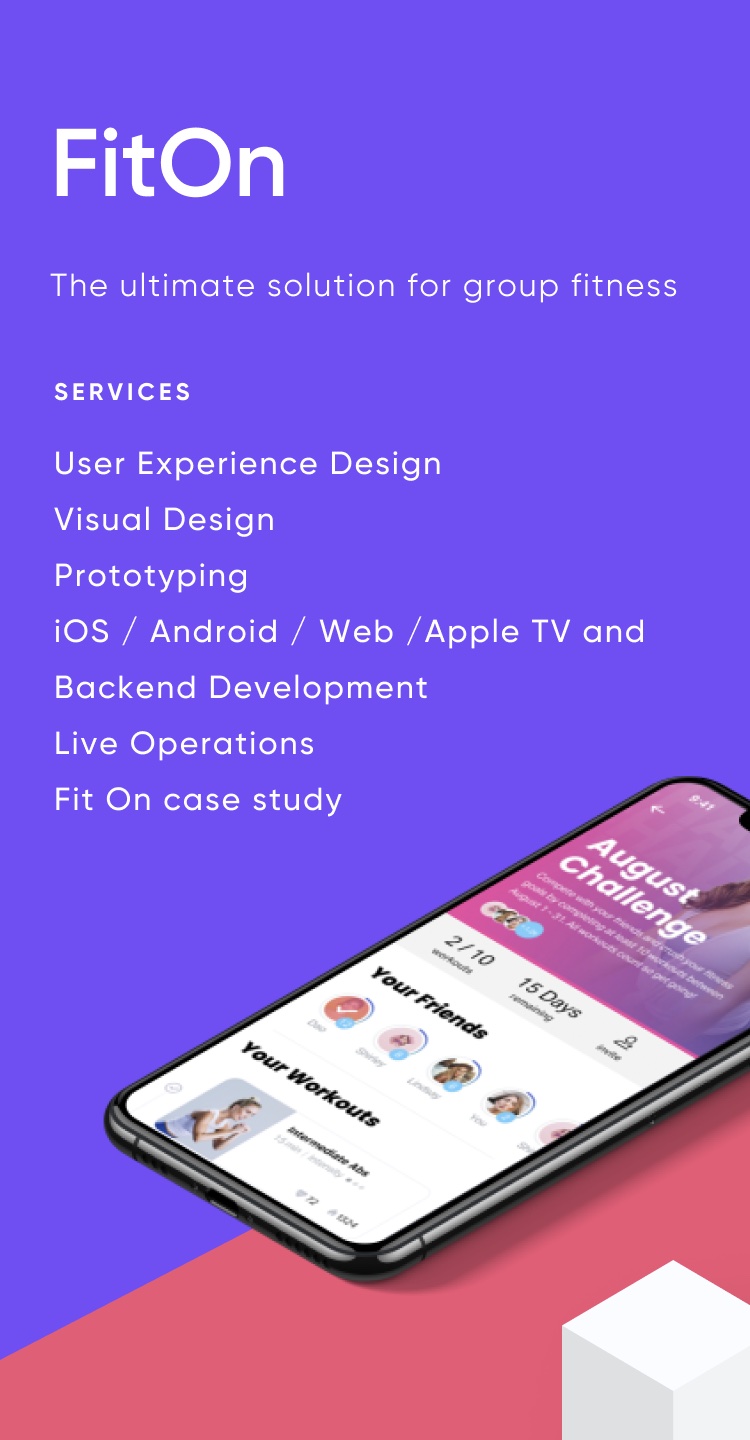 FitOn
The ultimate solution for group fitness
SERVICES
User Experience Design
Visual Design
Prototyping
iOS / Android / Web /Apple TV and
Backend Development
Live Operations
Fit On case study
9:41
August
Challenge
Compete with your friends and crush your fitness
goals by completing at least 10 workouts between
August 1 - 31. All workouts count so get going!
2 / 10
workouts
15 Days
remaining
invite
Your Friends
Dao
Shirley
Lindsay
You
Your Workouts
Intermediate Abs
15 min | Intensity
72
1324